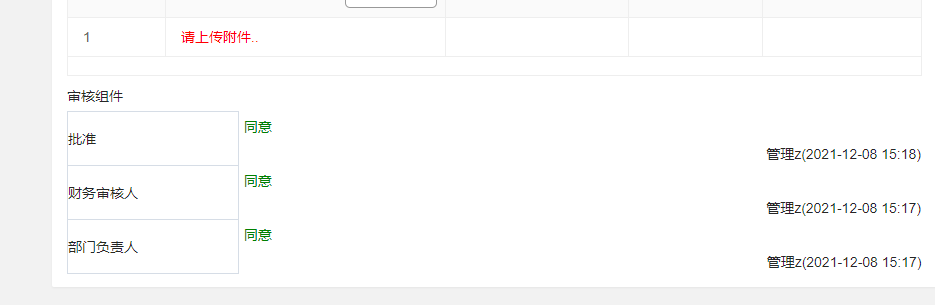 1 请上传附件..
审核组件
批准 同意
管理z(2021-12-08 15:18)
财务审核人 同意
管理z(2021-12-08 15:17)
部门负责人 同意
管理z(2021-12-08 15:17)